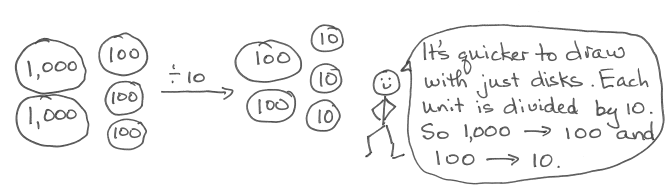 1,000
1,000
100
100
100
÷10
100
100
10
10
10
It's quicker to draw
with just disks. Each
unit is divided by 10.
So 1,000 → 100 and
100 → 10.